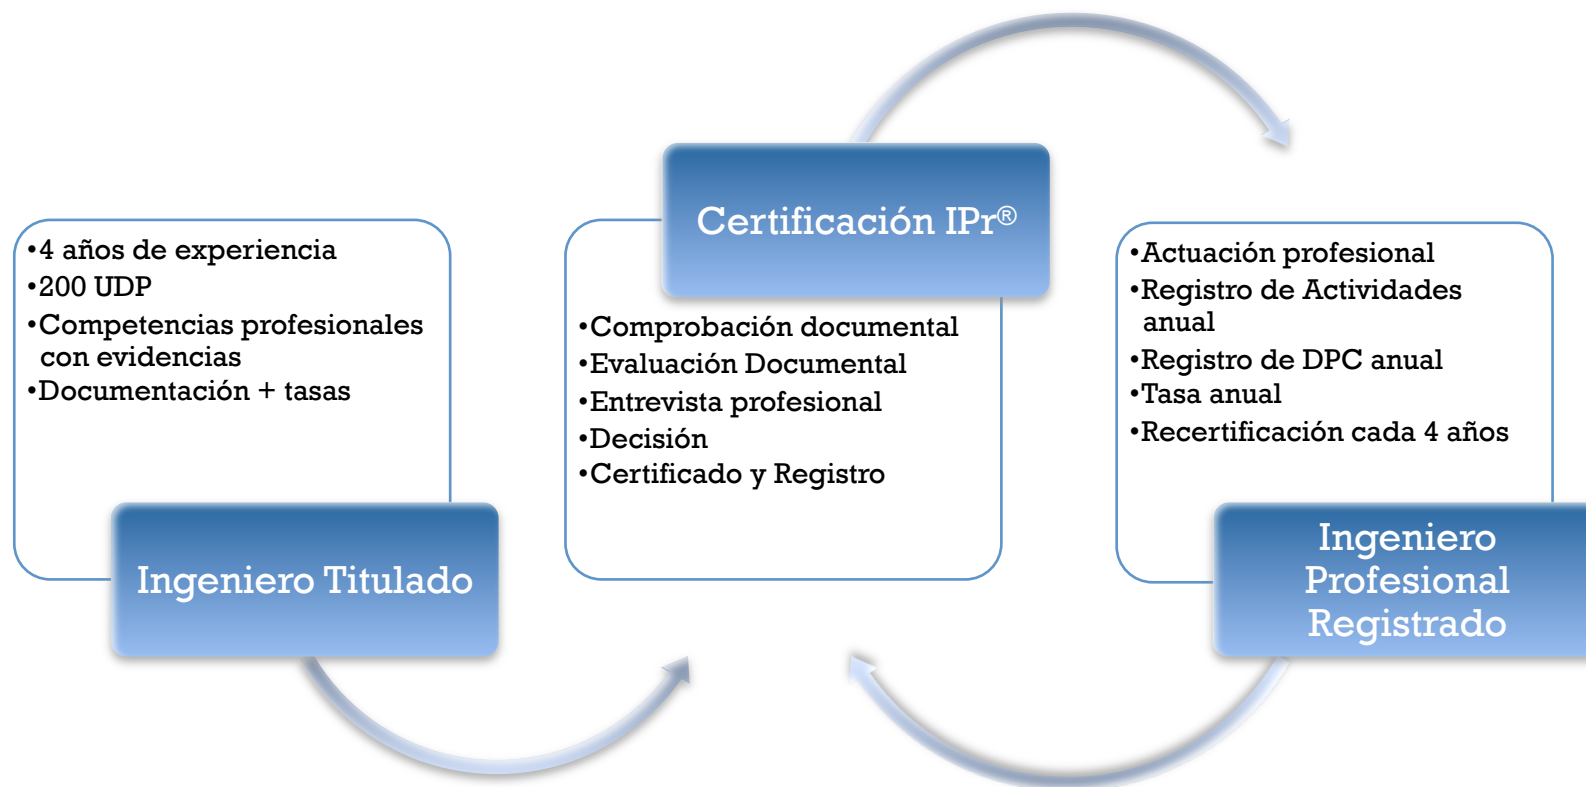 •4 años de experiencia
•200 UDP
•Competencias profesionales
con evidencias
•Documentación + tasas
Ingeniero Titulado
Certificación IPr®
•Comprobación documental
•Evaluación Documental
•Entrevista profesional
•Decisión
•Certificado y Registro
•Actuación profesional
•Registro de Actividades
anual
•Registro de DPC anual
•Tasa anual
•Recertificación cada 4 años
Ingeniero
Profesional
Registrado